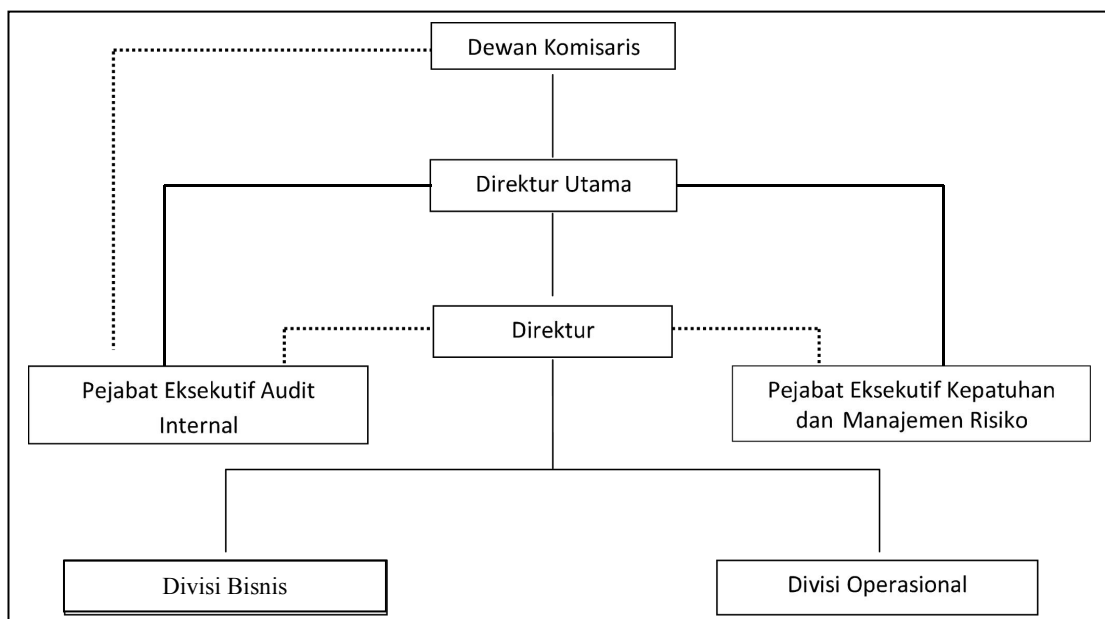 Dewan Komisaris
Direktur Utama
Direktur
Pejabat Eksekutif Audit
Internal
Pejabat Eksekutif Kepatuhan
dan Manajemen Risiko
Divisi Bisnis
Divisi Operasional